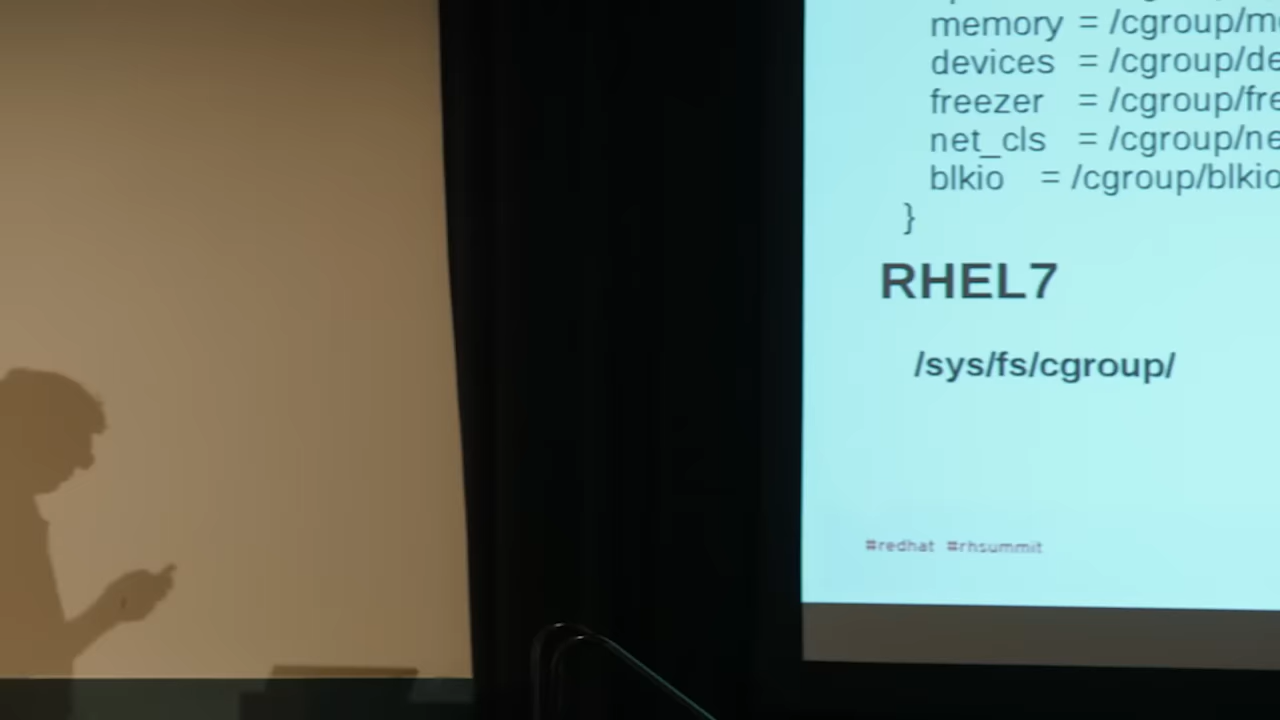 memory = /cgroup/m
devices = /cgroup/de
freezer = /cgroup/fre
net_cls = /cgroup/ne
blkio = /cgroup/blkio
}
RHEL7
/sys/fs/cgroup/
#redhat #rhsummit